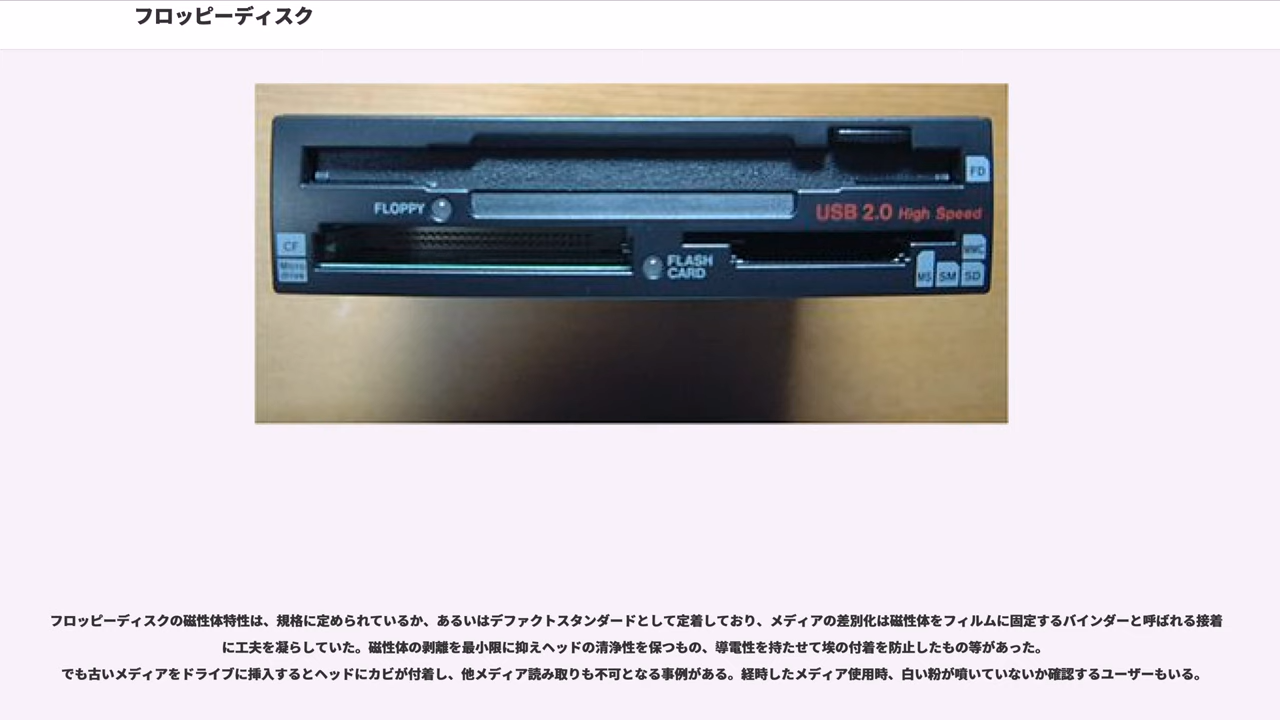 フロッピーディスク
FD
FLOPPY
USB 2.0 High Speed
CF
Micro drive
FLASH CARD
MMC
MS
SM
SD
フロッピーディスクの磁性体特性は、規格に定められているか、あるいはデファクトスタンダードとして定着しており、メディアの差別化は磁性体をフィルムに固定するバインダーと呼ばれる接着
に工夫を凝らしていた。磁性体の剥離を最小限に抑えヘッドの清浄性を保つもの、導電性を持たせて埃の付着を防止したもの等があった。
でも古いメディアをドライブに挿入するとヘッドにカビが付着し、他メディア読み取りも不可となる事例がある。経時したメディア使用時、白い粉が噴いていないか確認するユーザーもいる。